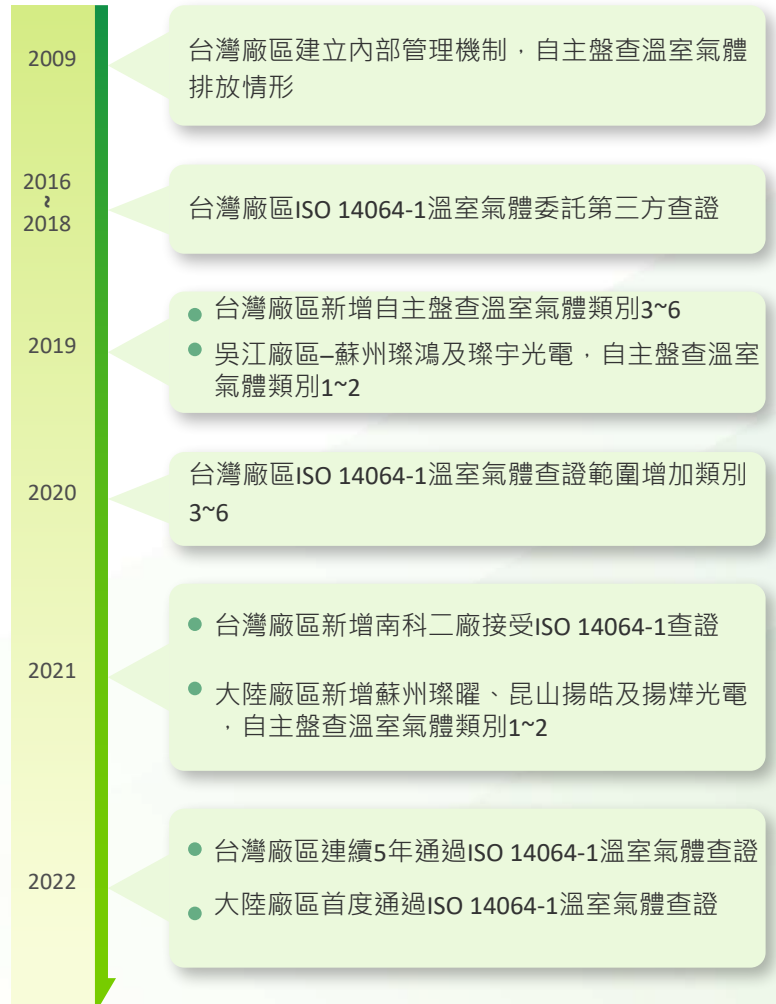 2009
台灣廠區建立內部管理機制，自主盤查溫室氣體
排放情形
2016
~
2018
台灣廠區ISO 14064-1溫室氣體委託第三方查證
2019
台灣廠區新增自主盤查溫室氣體類別3~6
吳江廠區–蘇州璨鴻及璨宇光電，自主盤查溫室
氣體類別1~2
2020
台灣廠區ISO 14064-1溫室氣體查證範圍增加類別
3~6
2021
台灣廠區新增南科二廠接受ISO 14064-1查證
大陸廠區新增蘇州璨曜、昆山揚皓及揚燁光電
，自主盤查溫室氣體類別1~2
2022
台灣廠區連續5年通過ISO 14064-1溫室氣體查證
大陸廠區首度通過ISO 14064-1溫室氣體查證